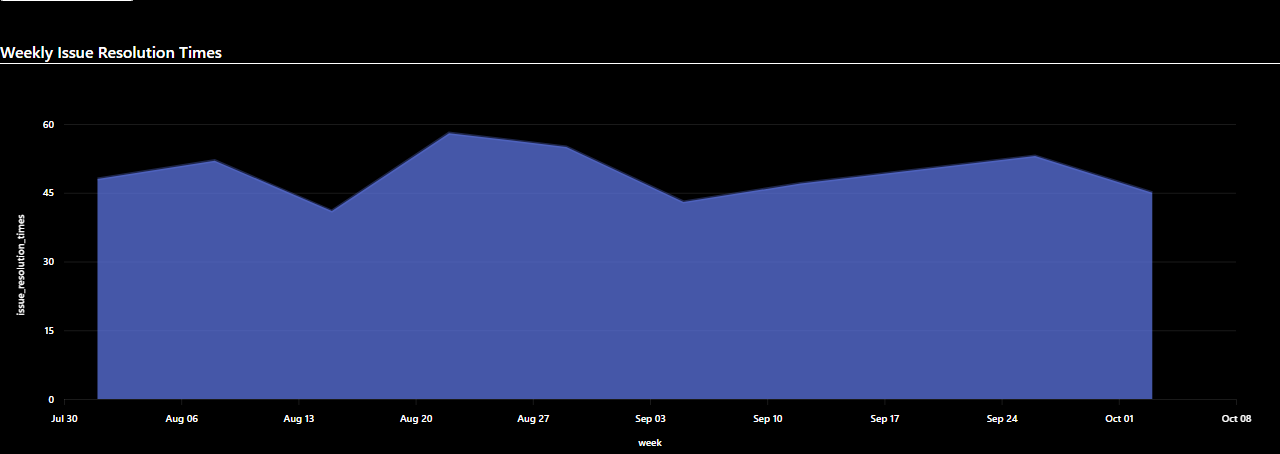 Weekly Issue Resolution Times
60
45
30
15
0
issue_resolution_times
Jul 30 Aug 06 Aug 13 Aug 20 Aug 27 Sep 03 Sep 10 Sep 17 Sep 24 Oct 01 Oct 08
week